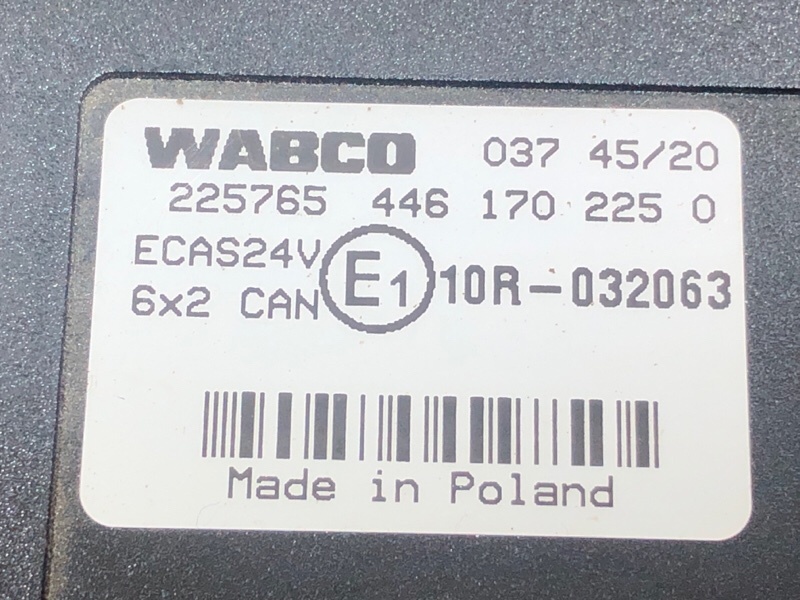 WABCO 037 45/20
225765 446 170 225 0
ECAS24V
6x2 CAN
E1 10R-032063
Made in Poland